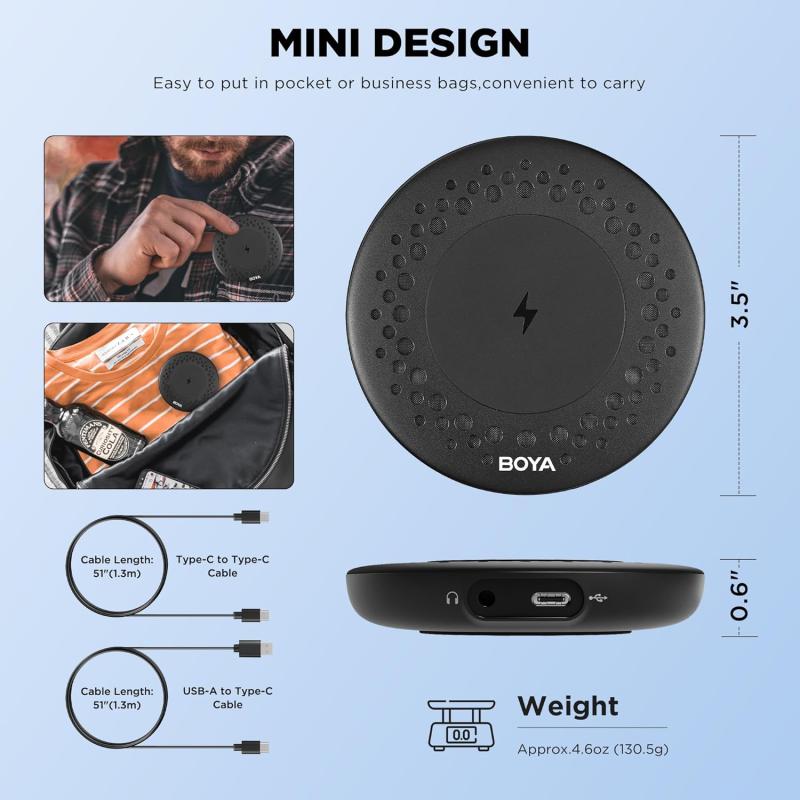 MINI DESIGN
Easy to put in pocket or business bags,convenient to carry
BOYA
BOYA
BOYA
CURIOSITY
COLA
3.5"
0.6"
Cable Length:
51"(1.3m)
Type-C to Type-C
Cable
Cable Length:
51"(1.3m)
USB-A to Type-C
Cable
0.0
Weight
Approx.4.6oz (130.5g)